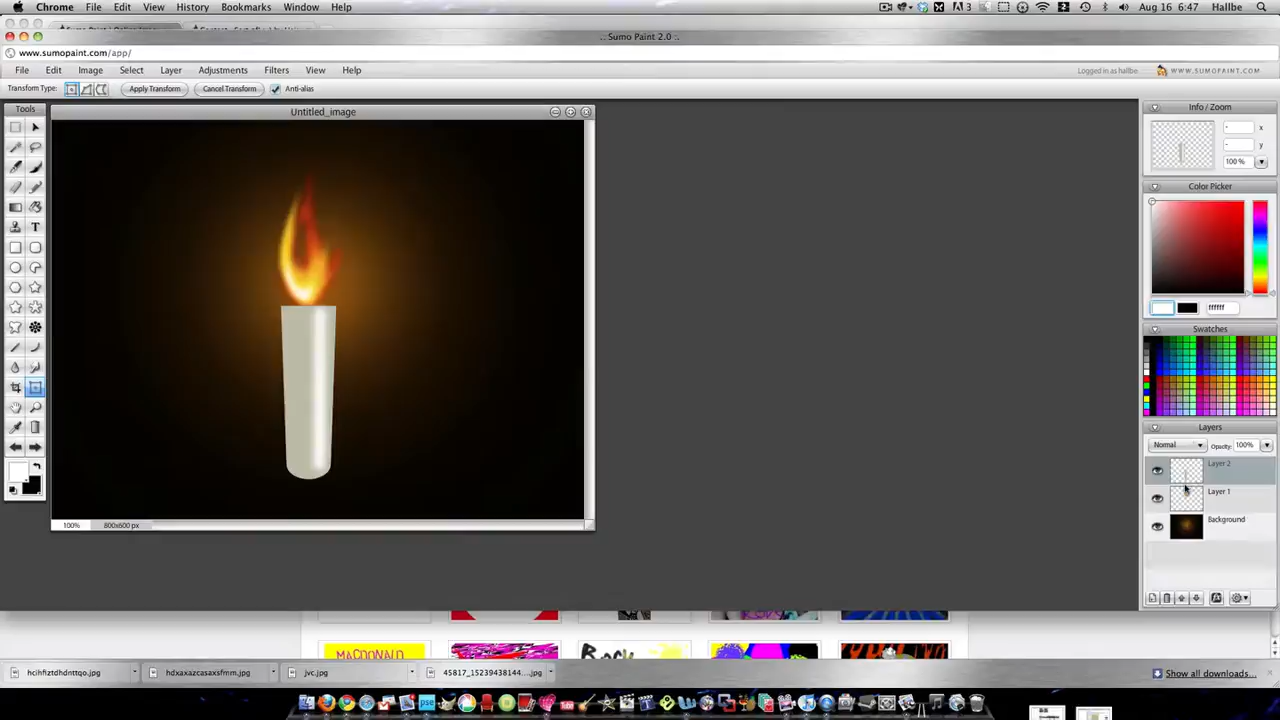 Chrome File Edit View History Bookmarks Window Help
3 Aug 16 6:47 Hallbe
.: Sumo Paint 2.0 :.
www.sumopaint.com/app/
File Edit Image Select Layer Adjustments Filters View Help
Logged in as hallbe WWW.SUMOPAINT.COM
Transform Type: Apply Transform Cancel Transform Anti-alias
Tools
Untitled_image
Info / Zoom
- x
- y
100 %
Color Picker
ffffff
Swatches
Layers
Normal Opacity: 100%
Layer 2
Layer 1
Background
100% 800x600 px
MACDONALD
hcihfiztdhdnttqo.jpg hdxaxazcasaxsfmm.jpg jvc.jpg 45817_15239438144....jpg Show all downloads...